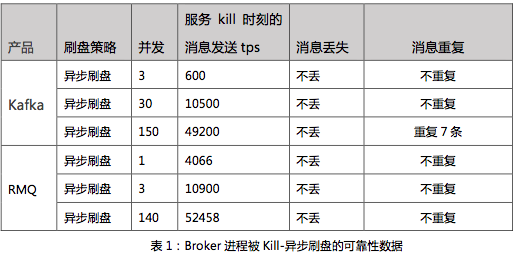 产品 刷盘策略 并发 服务 kill 时刻的消息发送 tps 消息丢失 消息重复
Kafka 异步刷盘 3 600 不丢 不重复
异步刷盘 30 10500 不丢 不重复
异步刷盘 150 49200 不丢 重复 7 条
RMQ 异步刷盘 1 4066 不丢 不重复
异步刷盘 3 10900 不丢 不重复
异步刷盘 140 52458 不丢 不重复
表 1：Broker 进程被 Kill-异步刷盘的可靠性数据